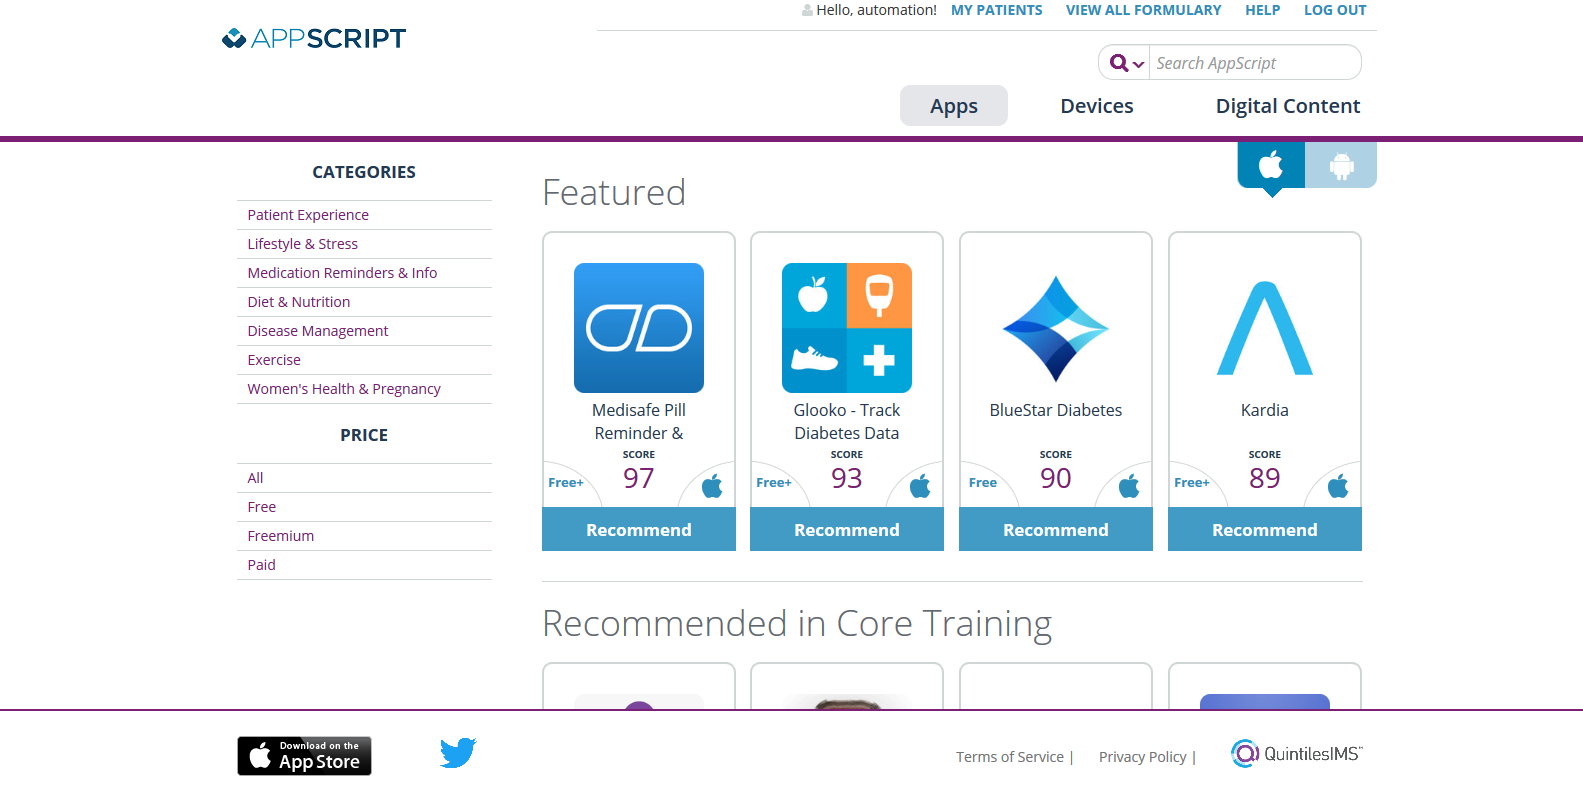 Hello, automation! MY PATIENTS VIEW ALL FORMULARY HELP LOG OUT
APPSCRIPT
Search AppScript
Apps Devices Digital Content
CATEGORIES
Patient Experience
Lifestyle & Stress
Medication Reminders & Info
Diet & Nutrition
Disease Management
Exercise
Women's Health & Pregnancy
PRICE
All
Free
Freemium
Paid
Featured
Medisafe Pill
Reminder &
SCORE
97
Free+
Recommend
Glooko - Track
Diabetes Data
SCORE
93
Free+
Recommend
BlueStar Diabetes
SCORE
90
Free
Recommend
Kardia
SCORE
89
Free+
Recommend
Recommended in Core Training
Download on the
App Store
Terms of Service |
Privacy Policy |
QuintilesIMS™